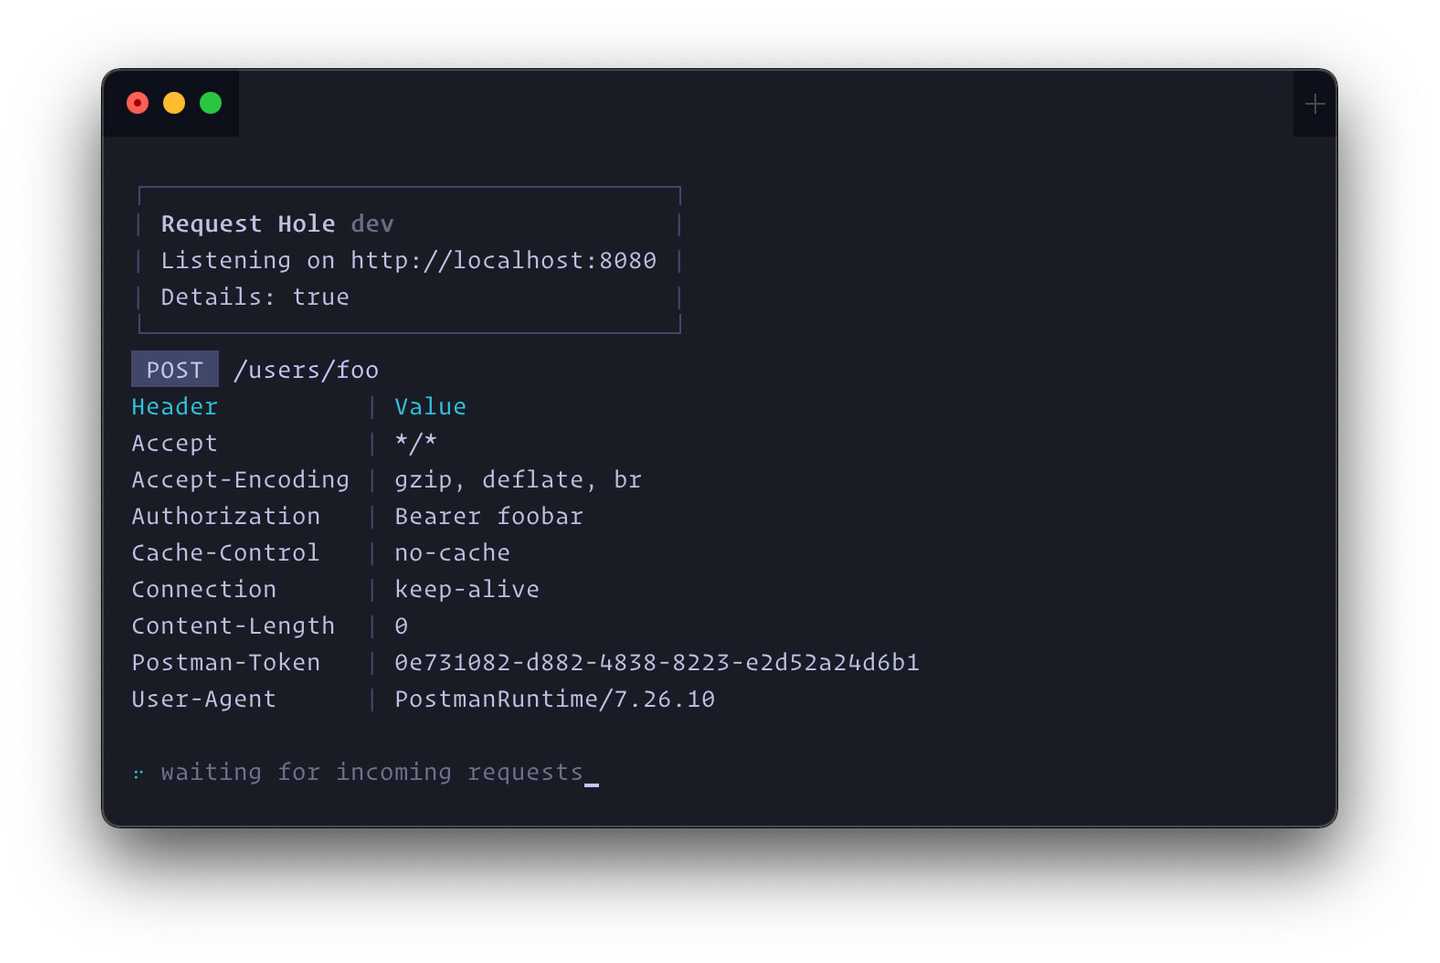 Request Hole dev
Listening on http://localhost:8080
Details: true
POST /users/foo
Header | Value
Accept | */*
Accept-Encoding | gzip, deflate, br
Authorization | Bearer foobar
Cache-Control | no-cache
Connection | keep-alive
Content-Length | 0
Postman-Token | 0e731082-d882-4838-8223-e2d52a24d6b1
User-Agent | PostmanRuntime/7.26.10
waiting for incoming requests